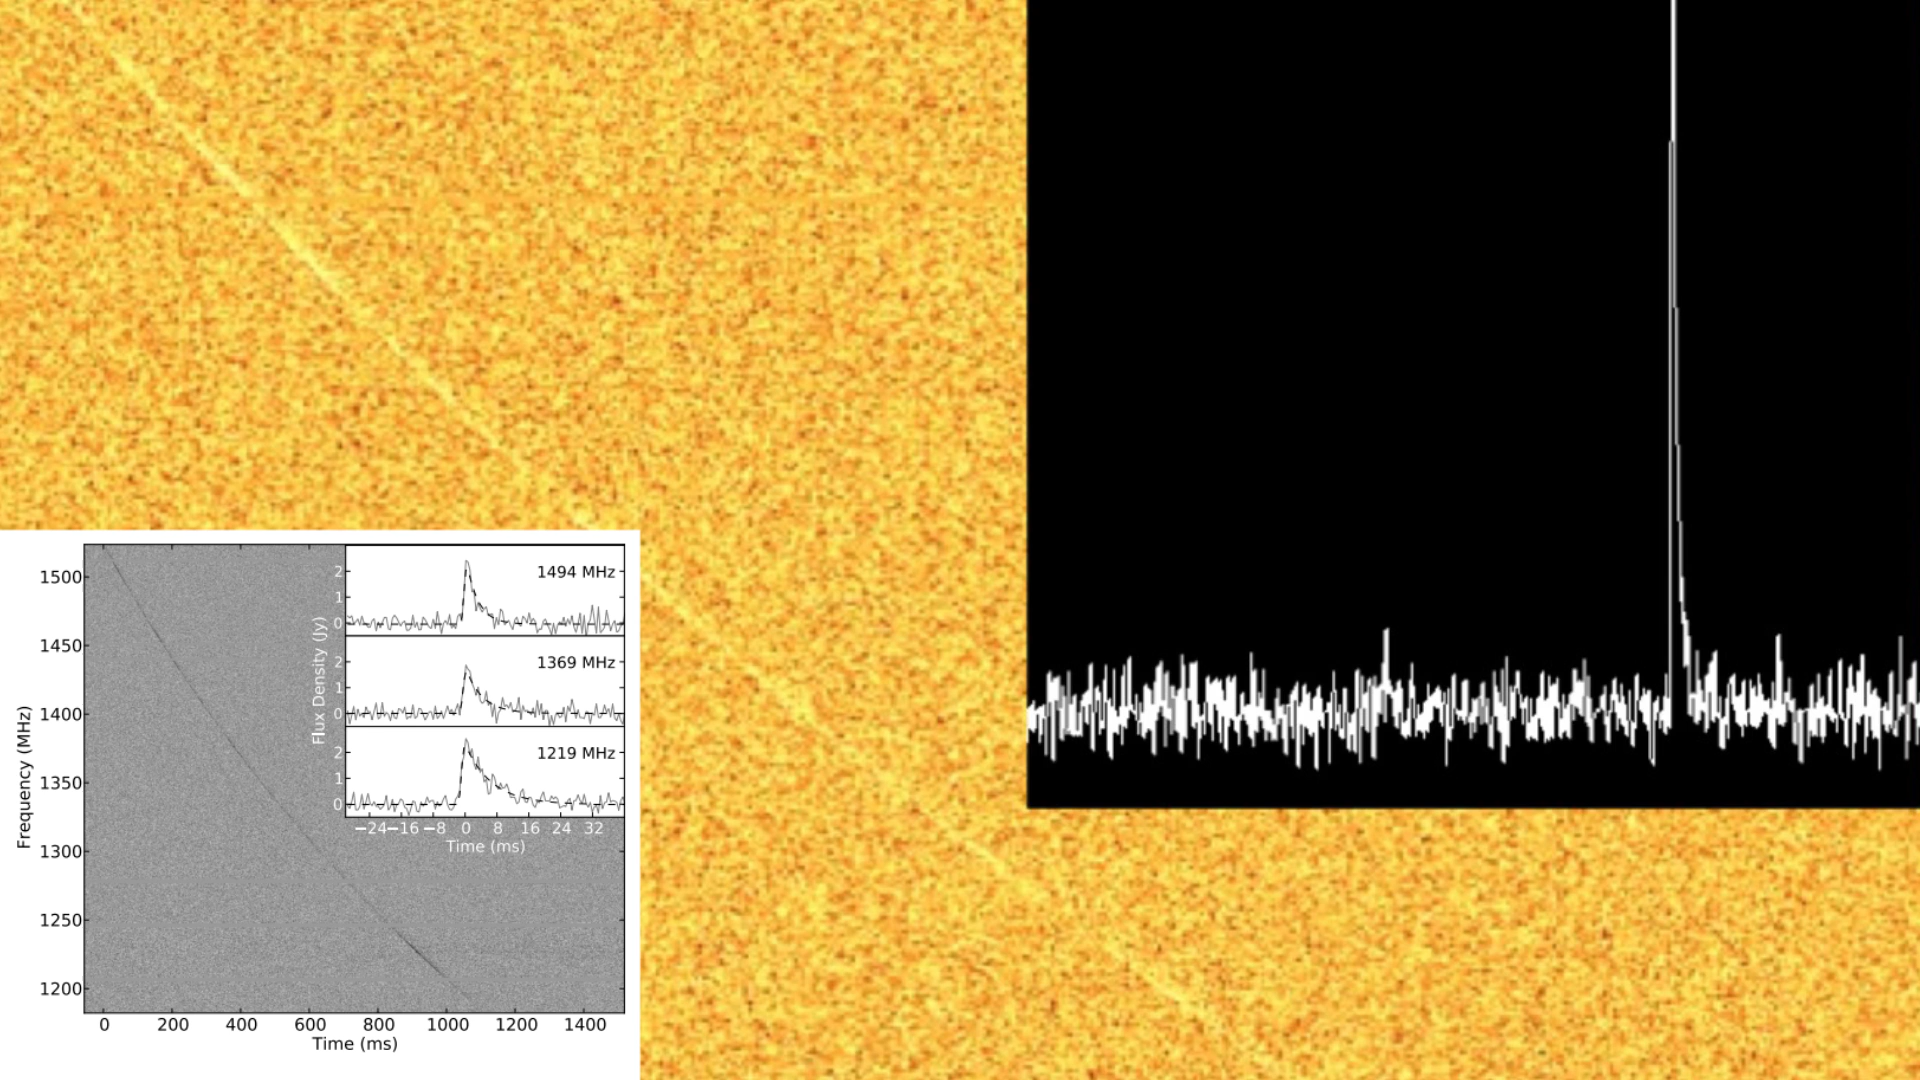 1500
1450
1400
1350
1300
1250
1200
Frequency (MHz)
0 200 400 600 800 1000 1200 1400
Time (ms)
Flux Density (Jy)
2
1
0
1494 MHz
2
1
0
1369 MHz
2
1
0
1219 MHz
−24 −16 −8 0 8 16 24 32
Time (ms)